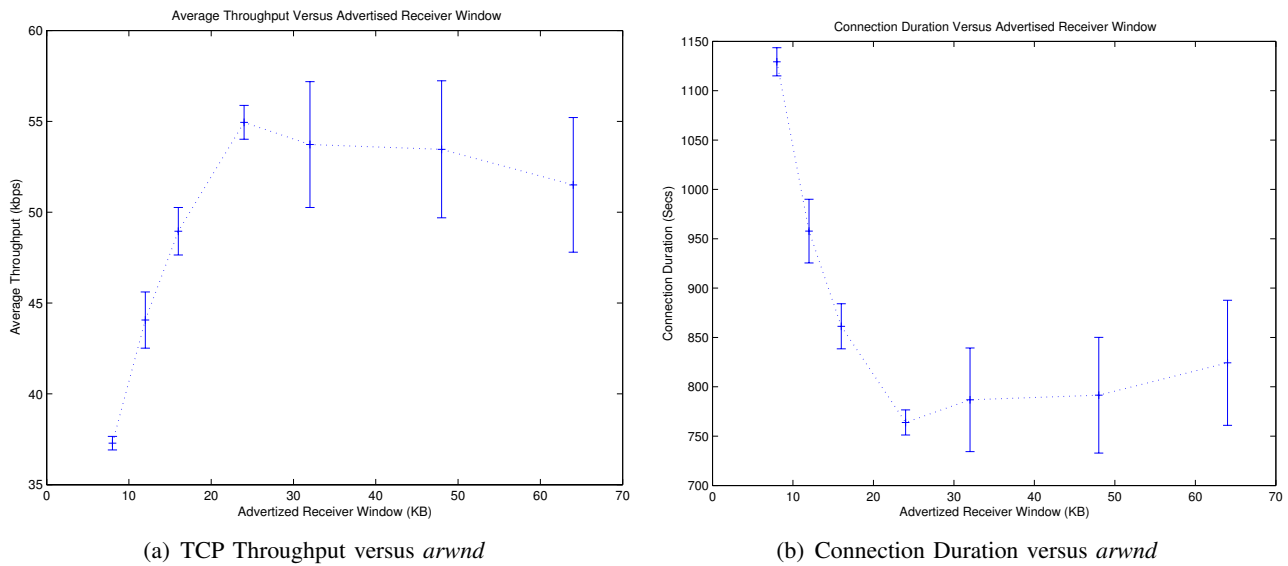 Average Throughput Versus Advertised Receiver Window
60
55
50
45
40
35
Average Throughput (kbps)
0 10 20 30 40 50 60 70
Advertized Receiver Window (KB)
(a) TCP Throughput versus arwnd
Connection Duration Versus Advertised Receiver Window
1150
1100
1050
1000
950
900
850
800
750
700
Connection Duration (Secs)
0 10 20 30 40 50 60 70
Advertized Receiver Window (KB)
(b) Connection Duration versus arwnd